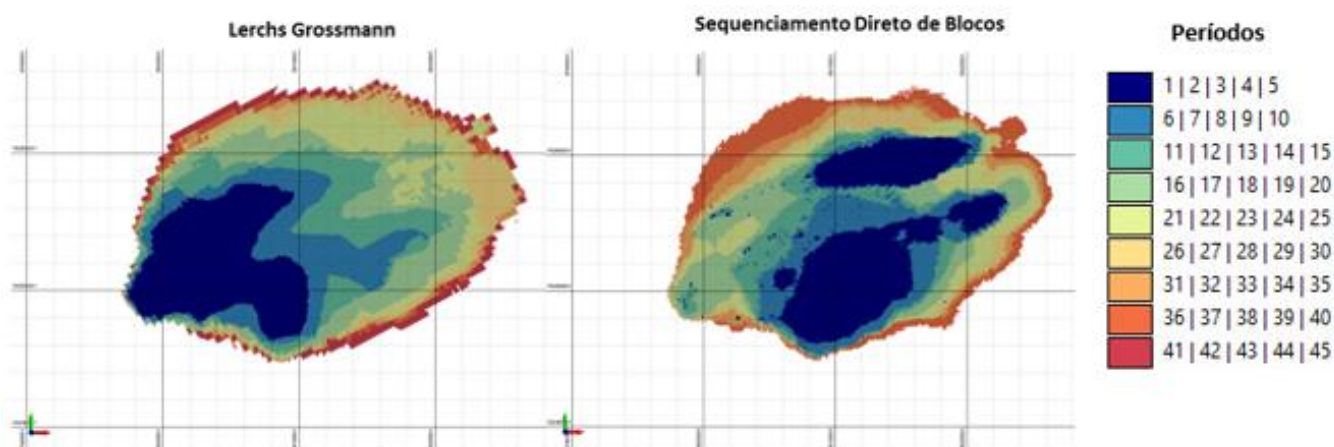 Lerchs Grossmann
Sequenciamento Direto de Blocos
Períodos
1 | 2 | 3 | 4 | 5
6 | 7 | 8 | 9 | 10
11 | 12 | 13 | 14 | 15
16 | 17 | 18 | 19 | 20
21 | 22 | 23 | 24 | 25
26 | 27 | 28 | 29 | 30
31 | 32 | 33 | 34 | 35
36 | 37 | 38 | 39 | 40
41 | 42 | 43 | 44 | 45